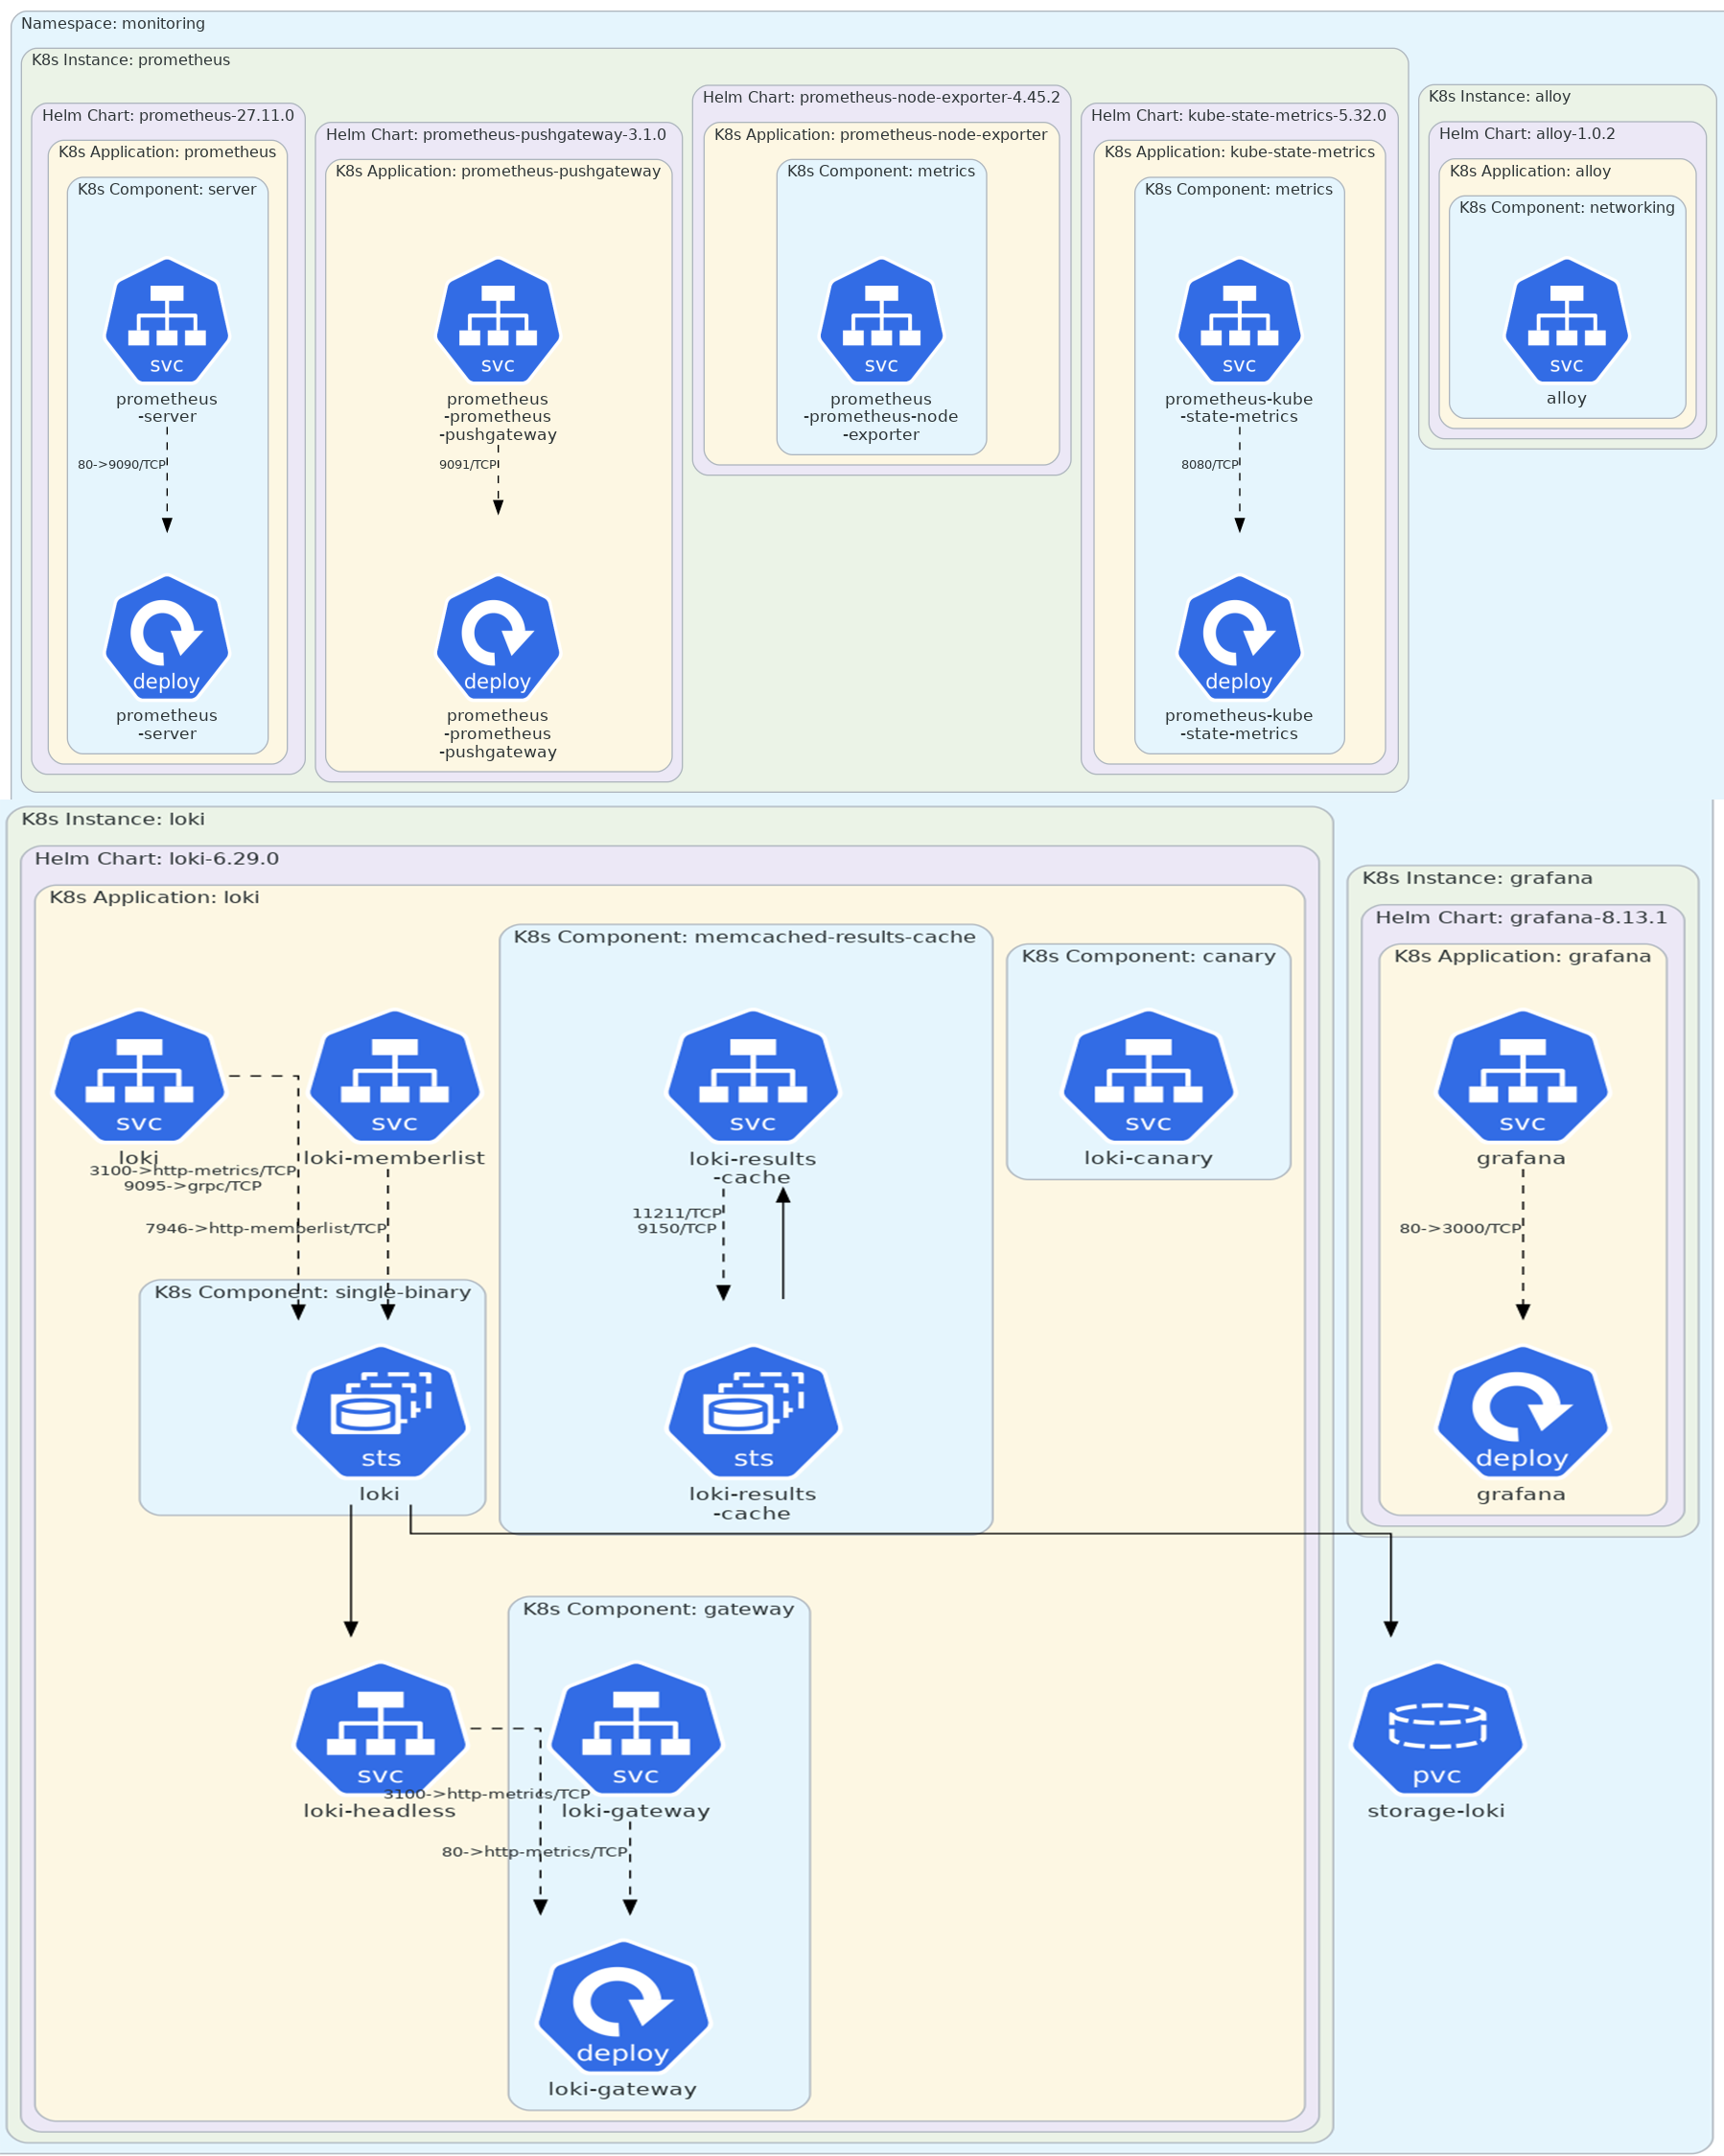 Namespace: monitoring
K8s Instance: prometheus
Helm Chart: prometheus-27.11.0
K8s Application: prometheus
K8s Component: server
svc
prometheus
-server
80->9090/TCP
deploy
prometheus
-server
Helm Chart: prometheus-pushgateway-3.1.0
K8s Application: prometheus-pushgateway
svc
prometheus
-prometheus
-pushgateway
9091/TCP
deploy
prometheus
-prometheus
-pushgateway
Helm Chart: prometheus-node-exporter-4.45.2
K8s Application: prometheus-node-exporter
K8s Component: metrics
svc
prometheus
-prometheus-node
-exporter
Helm Chart: kube-state-metrics-5.32.0
K8s Application: kube-state-metrics
K8s Component: metrics
svc
prometheus-kube
-state-metrics
8080/TCP
deploy
prometheus-kube
-state-metrics
K8s Instance: alloy
Helm Chart: alloy-1.0.2
K8s Application: alloy
K8s Component: networking
svc
alloy
K8s Instance: loki
Helm Chart: loki-6.29.0
K8s Application: loki
svc
loki
3100->http-metrics/TCP
9095->grpc/TCP
svc
loki-memberlist
7946->http-memberlist/TCP
K8s Component: single-binary
sts
loki
K8s Component: memcached-results-cache
svc
loki-results
-cache
11211/TCP
9150/TCP
sts
loki-results
-cache
K8s Component: canary
svc
loki-canary
svc
loki-headless
3100->http-metrics/TCP
K8s Component: gateway
svc
loki-gateway
80->http-metrics/TCP
deploy
loki-gateway
K8s Instance: grafana
Helm Chart: grafana-8.13.1
K8s Application: grafana
svc
grafana
80->3000/TCP
deploy
grafana
pvc
storage-loki